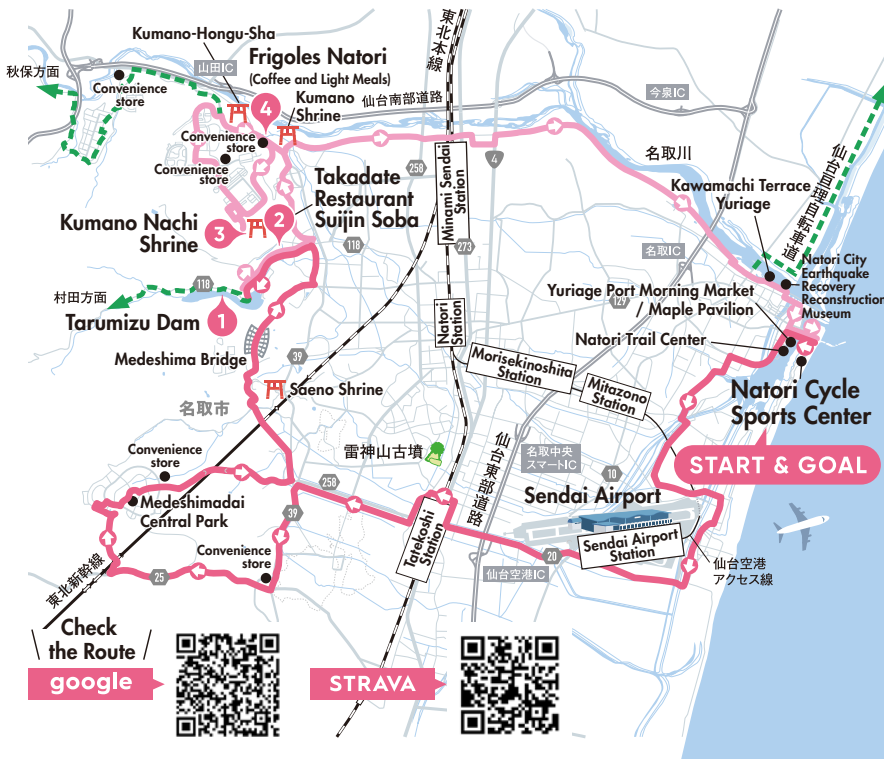 Kumano-Hongu-Sha
山田IC
秋保方面
Convenience
store
Frigoles Natori
(Coffee and Light Meals)
4
Kumano
Shrine
仙台南部道路
東北本線
今泉IC
Convenience
store
Convenience
store
258
4
名取川
仙台亘理自転車道
Minami Sendai
Station
Takadate
Restaurant
Suijin Soba
Kumano Nachi
Shrine
3
2
118
273
Kawamachi Terrace
Yuriage
名取IC
Natori City
Earthquake
Recovery
Reconstruction
Museum
118
村田方面
1
Tarumizu Dam
Yuriage Port Morning Market
/ Maple Pavilion
129
Natori
Station
Natori Trail Center
Medeshima Bridge
39
Morisekinoshita
Station
Mitazono
Station
Saeno Shrine
名取市
Natori Cycle
Sports Center
START & GOAL
雷神山古墳
仙台東部道路
名取中央
スマートIC
10
Convenience
store
258
Sendai Airport
Medeshimadai
Central Park
39
Tatekoshi
Station
Sendai Airport
Station
Convenience
store
20
仙台空港IC
仙台空港
アクセス線
25
東北新幹線
Check
the Route
google
STRAVA